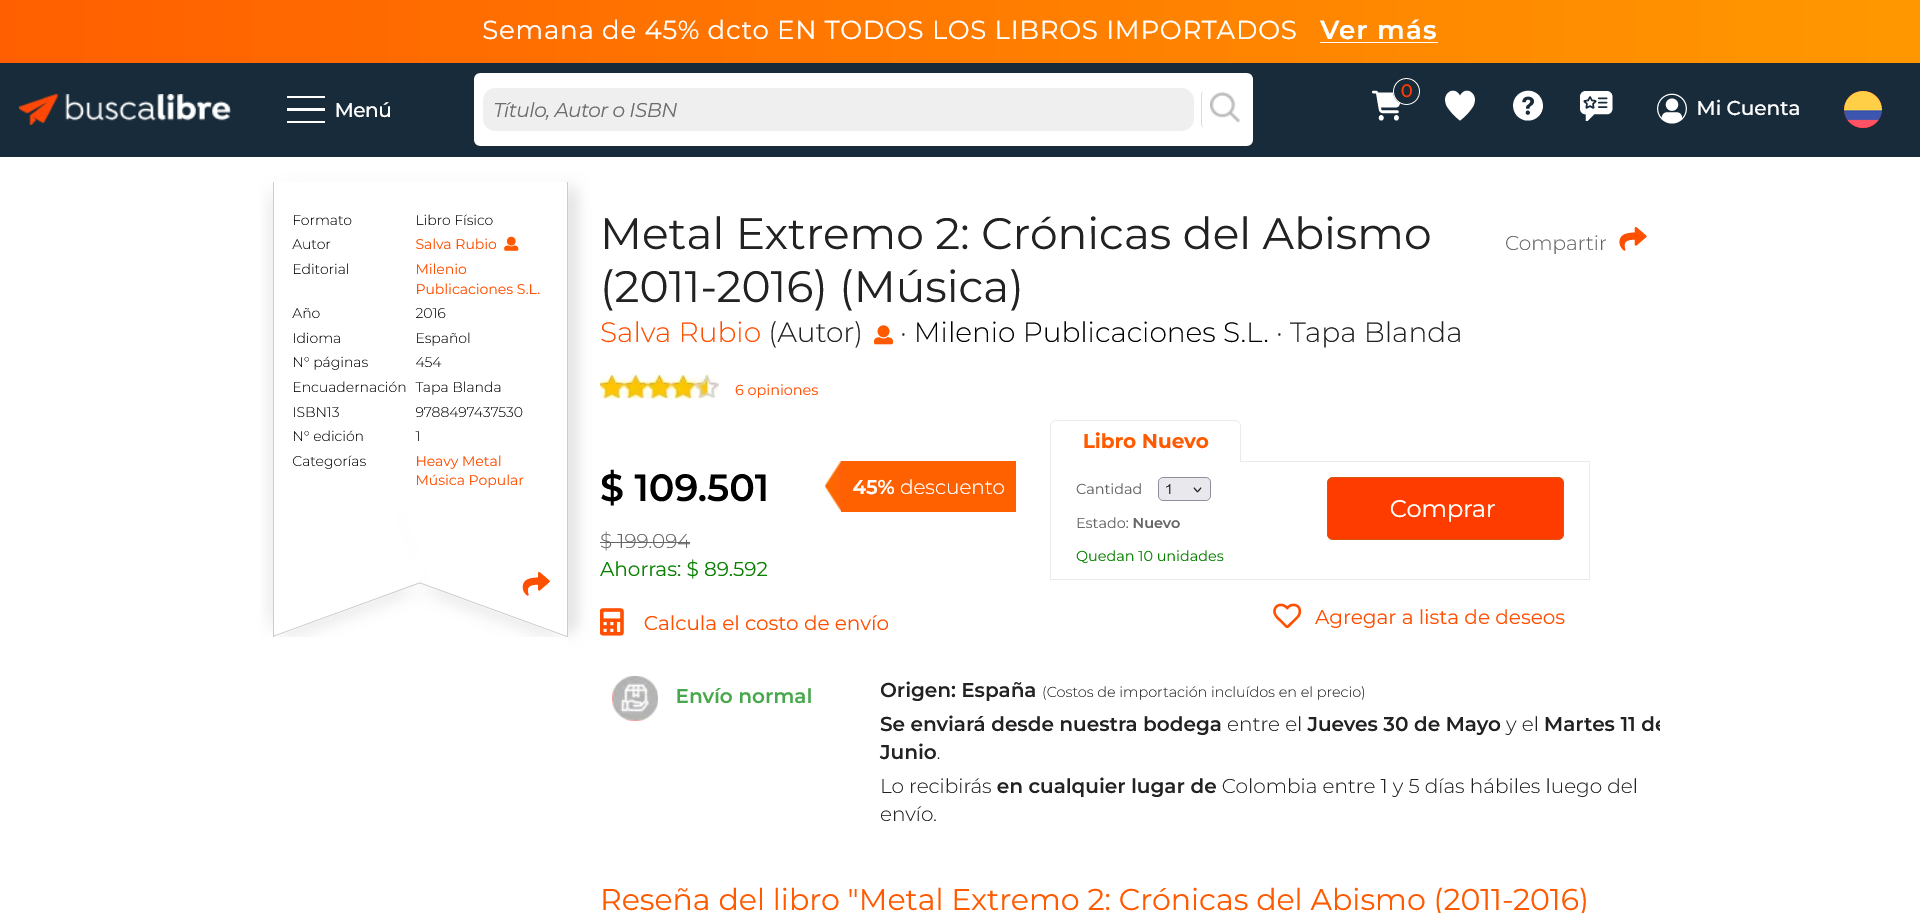 Semana de 45% dcto EN TODOS LOS LIBROS IMPORTADOS Ver más
buscalibre
Menú
Título, Autor o ISBN
0
Mi Cuenta
Formato Libro Físico
Autor Salva Rubio
Editorial Milenio
Publicaciones S.L.
Año 2016
Idioma Español
N° páginas 454
Encuadernación Tapa Blanda
ISBN13 9788497437530
N° edición 1
Categorías Heavy Metal
Música Popular
Metal Extremo 2: Crónicas del Abismo
(2011-2016) (Música)
Compartir
Salva Rubio (Autor) · Milenio Publicaciones S.L. · Tapa Blanda
6 opiniones
$ 109.501
45% descuento
$ 199.094
Ahorras: $ 89.592
Libro Nuevo
Cantidad 1
Estado: Nuevo
Quedan 10 unidades
Comprar
Calcula el costo de envío
Agregar a lista de deseos
Envío normal
Origen: España (Costos de importación incluídos en el precio)
Se enviará desde nuestra bodega entre el Jueves 30 de Mayo y el Martes 11 de
Junio.
Lo recibirás en cualquier lugar de Colombia entre 1 y 5 días hábiles luego del
envío.
Reseña del libro "Metal Extremo 2: Crónicas del Abismo (2011-2016)